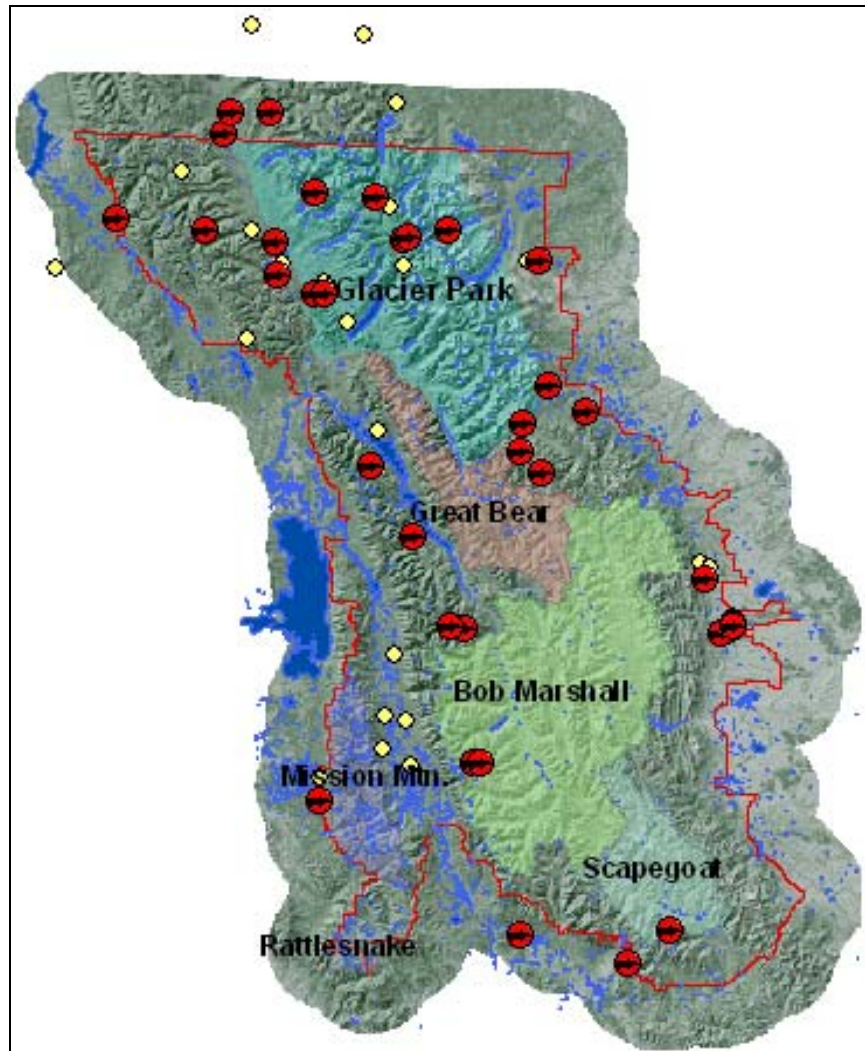 Glacier Park
Great Bear
Bob Marshall
Mission Mtn.
Scapegoat
Rattlesnake